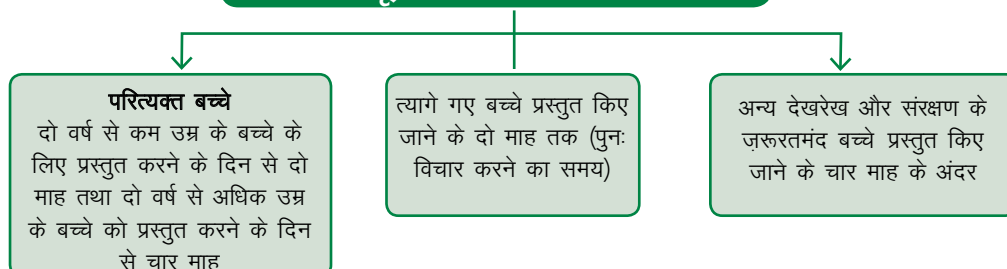 परित्यक्त बच्चे
दो वर्ष से कम उम्र के बच्चे के
लिए प्रस्तुत करने के दिन से दो
माह तथा दो वर्ष से अधिक उम्र
के बच्चे को प्रस्तुत करने के दिन
से चार माह
त्यागे गए बच्चे प्रस्तुत किए
जाने के दो माह तक (पुनः
विचार करने का समय)
अन्य देखरेख और संरक्षण के
ज़रूरतमंद बच्चे प्रस्तुत किए
जाने के चार माह के अंदर